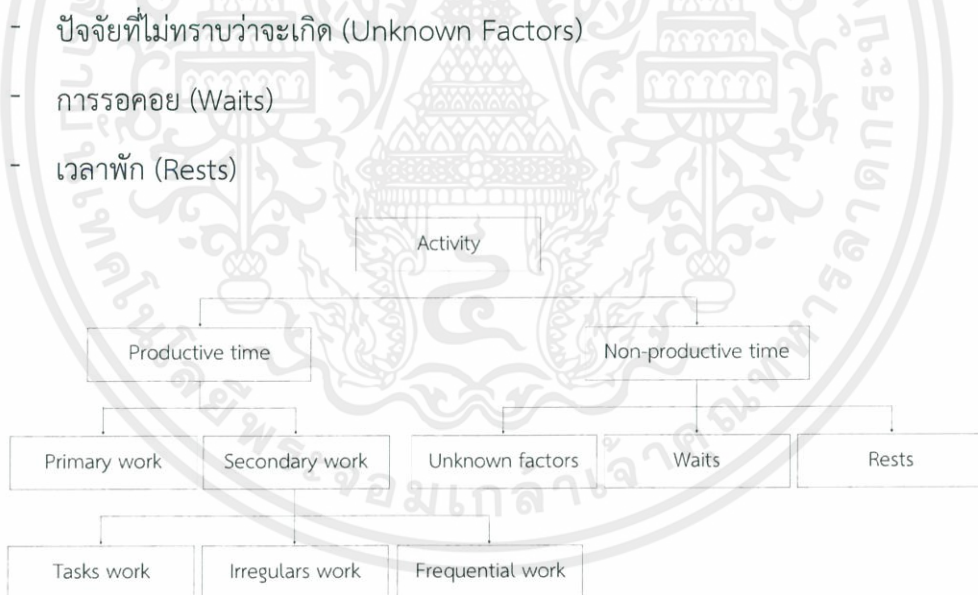 - ปัจจัยที่ไม่ทราบว่าจะเกิด (Unknown Factors)
- การรอคอย (Waits)
- เวลาพัก (Rests)
Activity
Productive time Non-productive time
Primary work Secondary work Unknown factors Waits Rests
Tasks work Irregulars work Frequential work